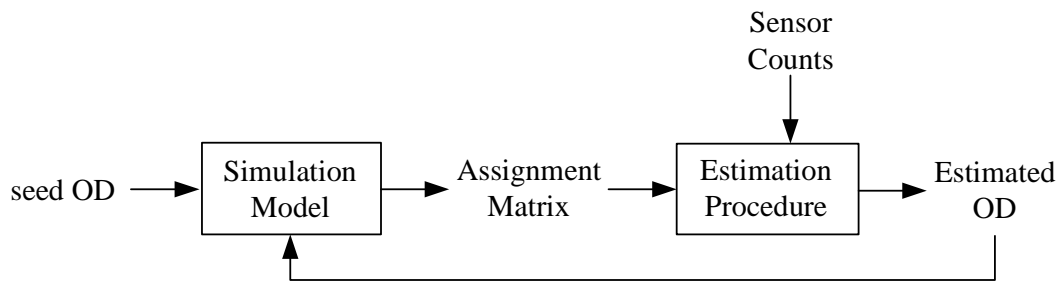 Sensor
Counts
seed OD
Simulation
Model
Assignment
Matrix
Estimation
Procedure
Estimated
OD